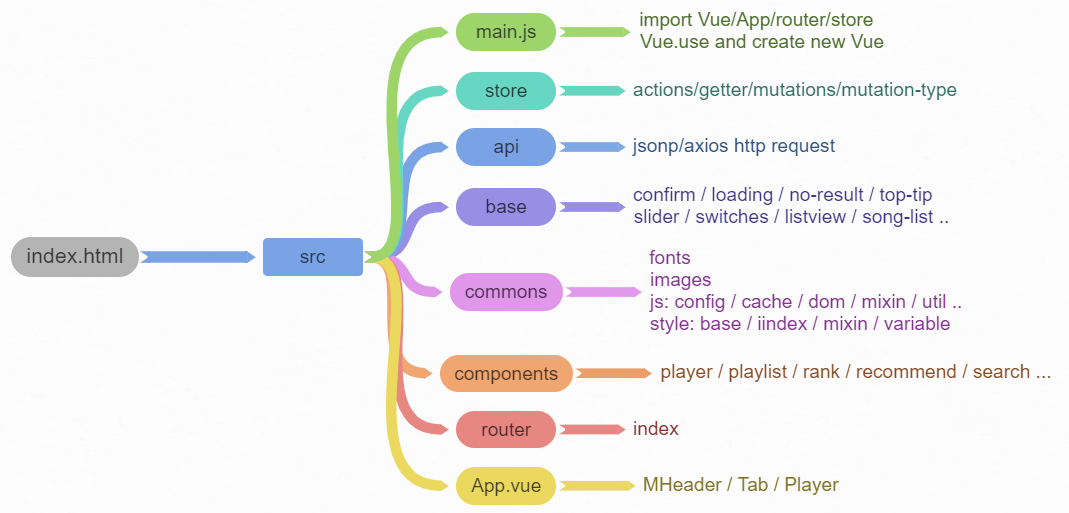 index.html
src
main.js
import Vue/App/router/store
Vue.use and create new Vue
store
actions/getter/mutations/mutation-type
api
jsonp/axios http request
base
confirm / loading / no-result / top-tip
slider / switches / listview / song-list ..
commons
fonts
images
js: config / cache / dom / mixin / util ..
style: base / iindex / mixin / variable
components
player / playlist / rank / recommend / search ...
router
index
App.vue
MHeader / Tab / Player